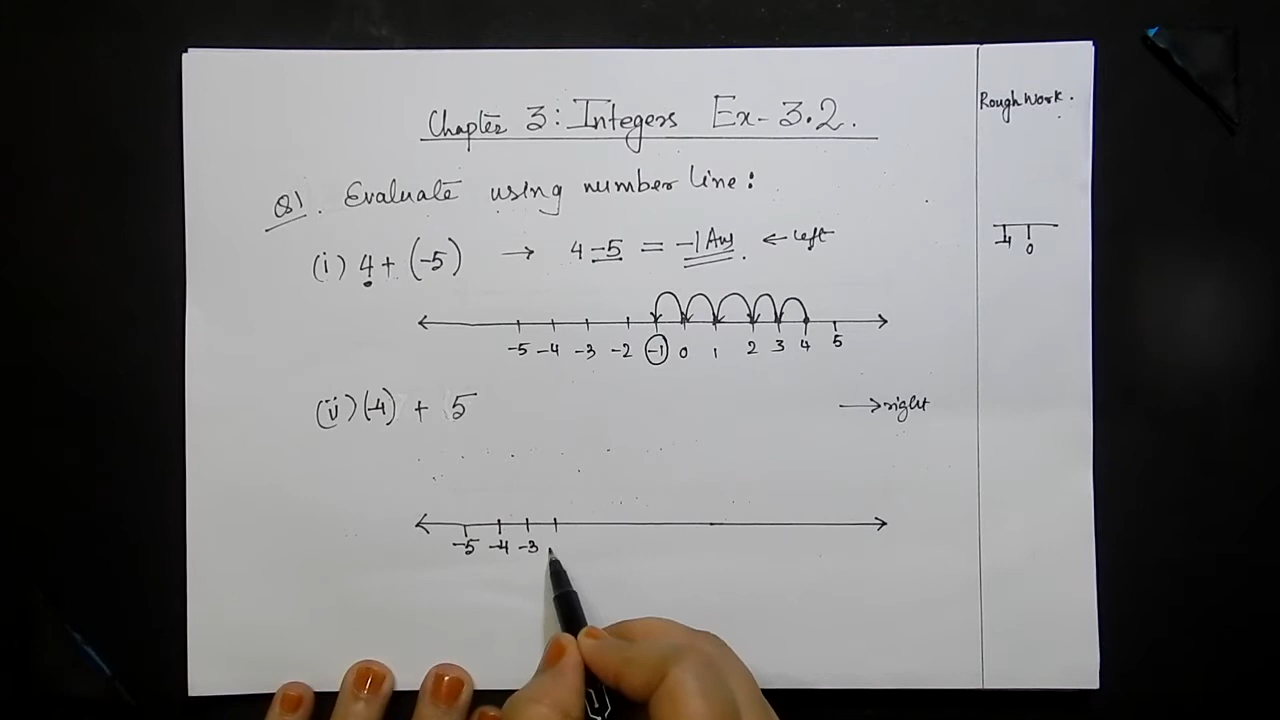 Chapter 3: Integers Ex- 3.2.
Rough Work.
Q1. Evaluate using number line:
(i) 4 + (-5) → 4 - 5 = -1 Ans. ← left
-4 0
-5 -4 -3 -2 -1 0 1 2 3 4 5
(ii) (-4) + 5 → right
-5 -4 -3